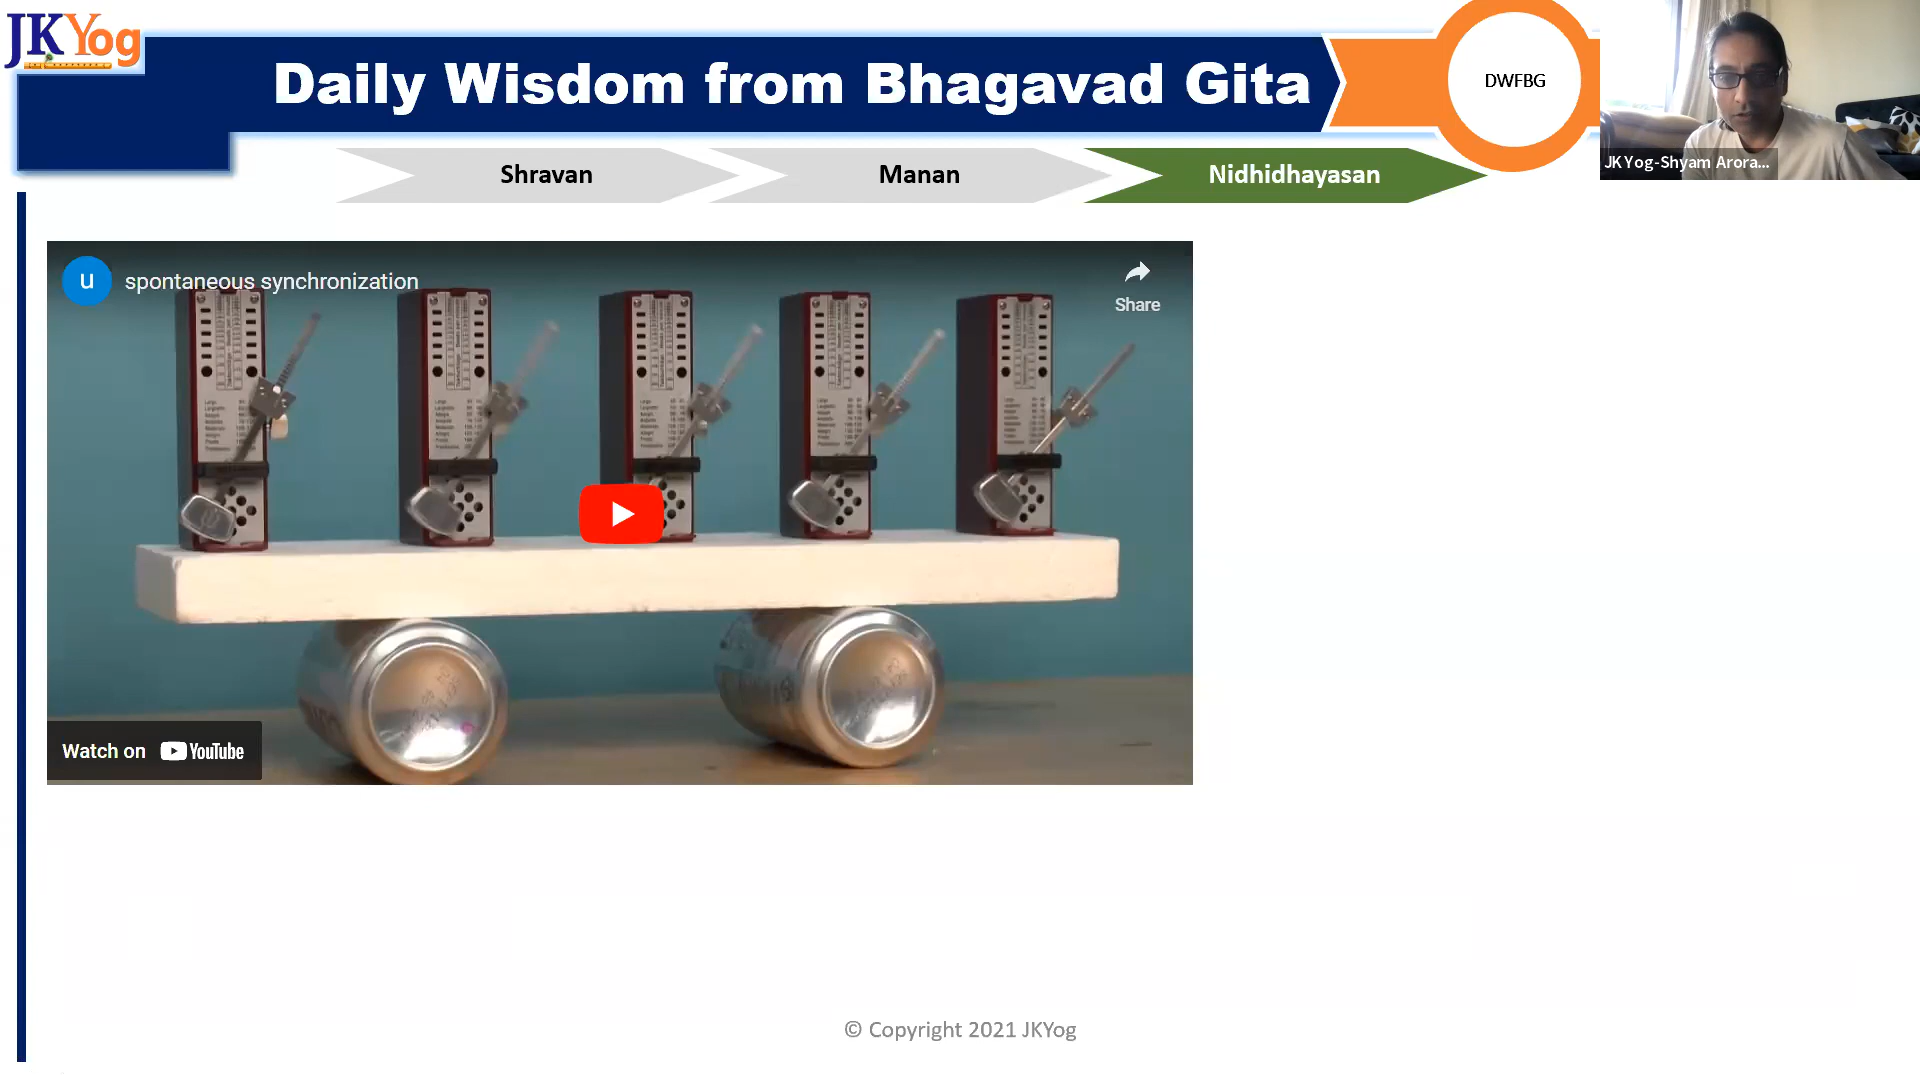 JKYog
Daily Wisdom from Bhagavad Gita
DWFBG
JK Yog-Shyam Arora...
Shravan
Manan
Nidhidhayasan
u
spontaneous synchronization
Share
Watch on YouTube
© Copyright 2021 JKYog